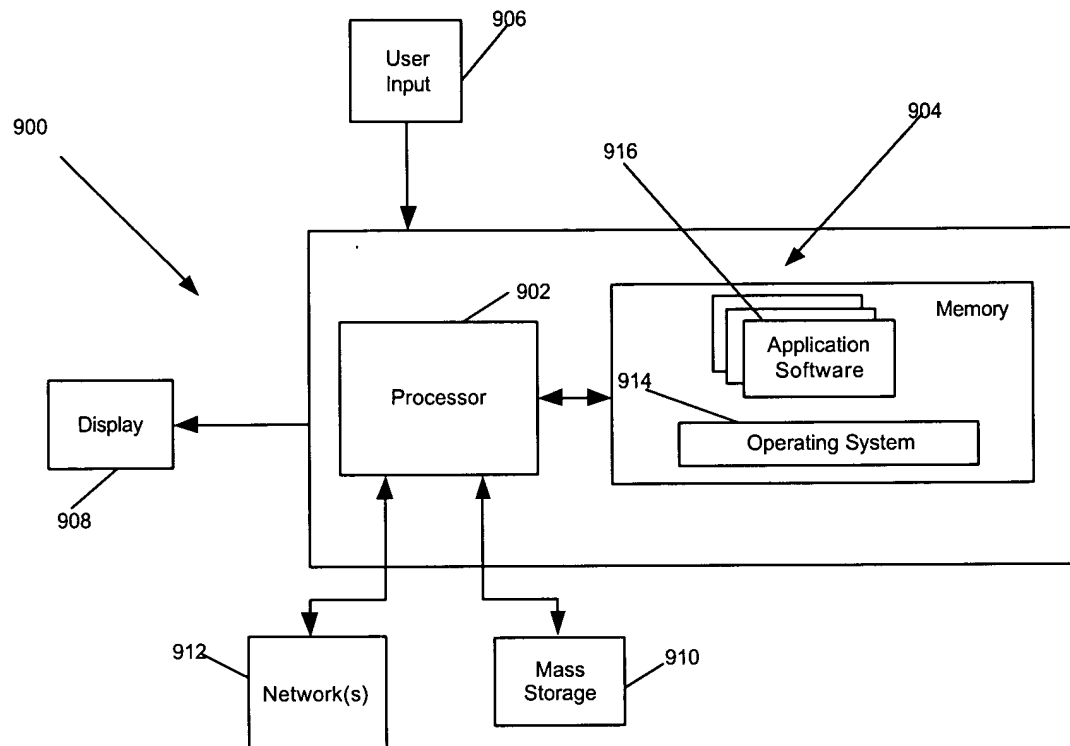 906
User
Input
900
904
916
902
Memory
Application
Software
914
Processor
Display
Operating System
908
912
Mass
Storage
910
Network(s)